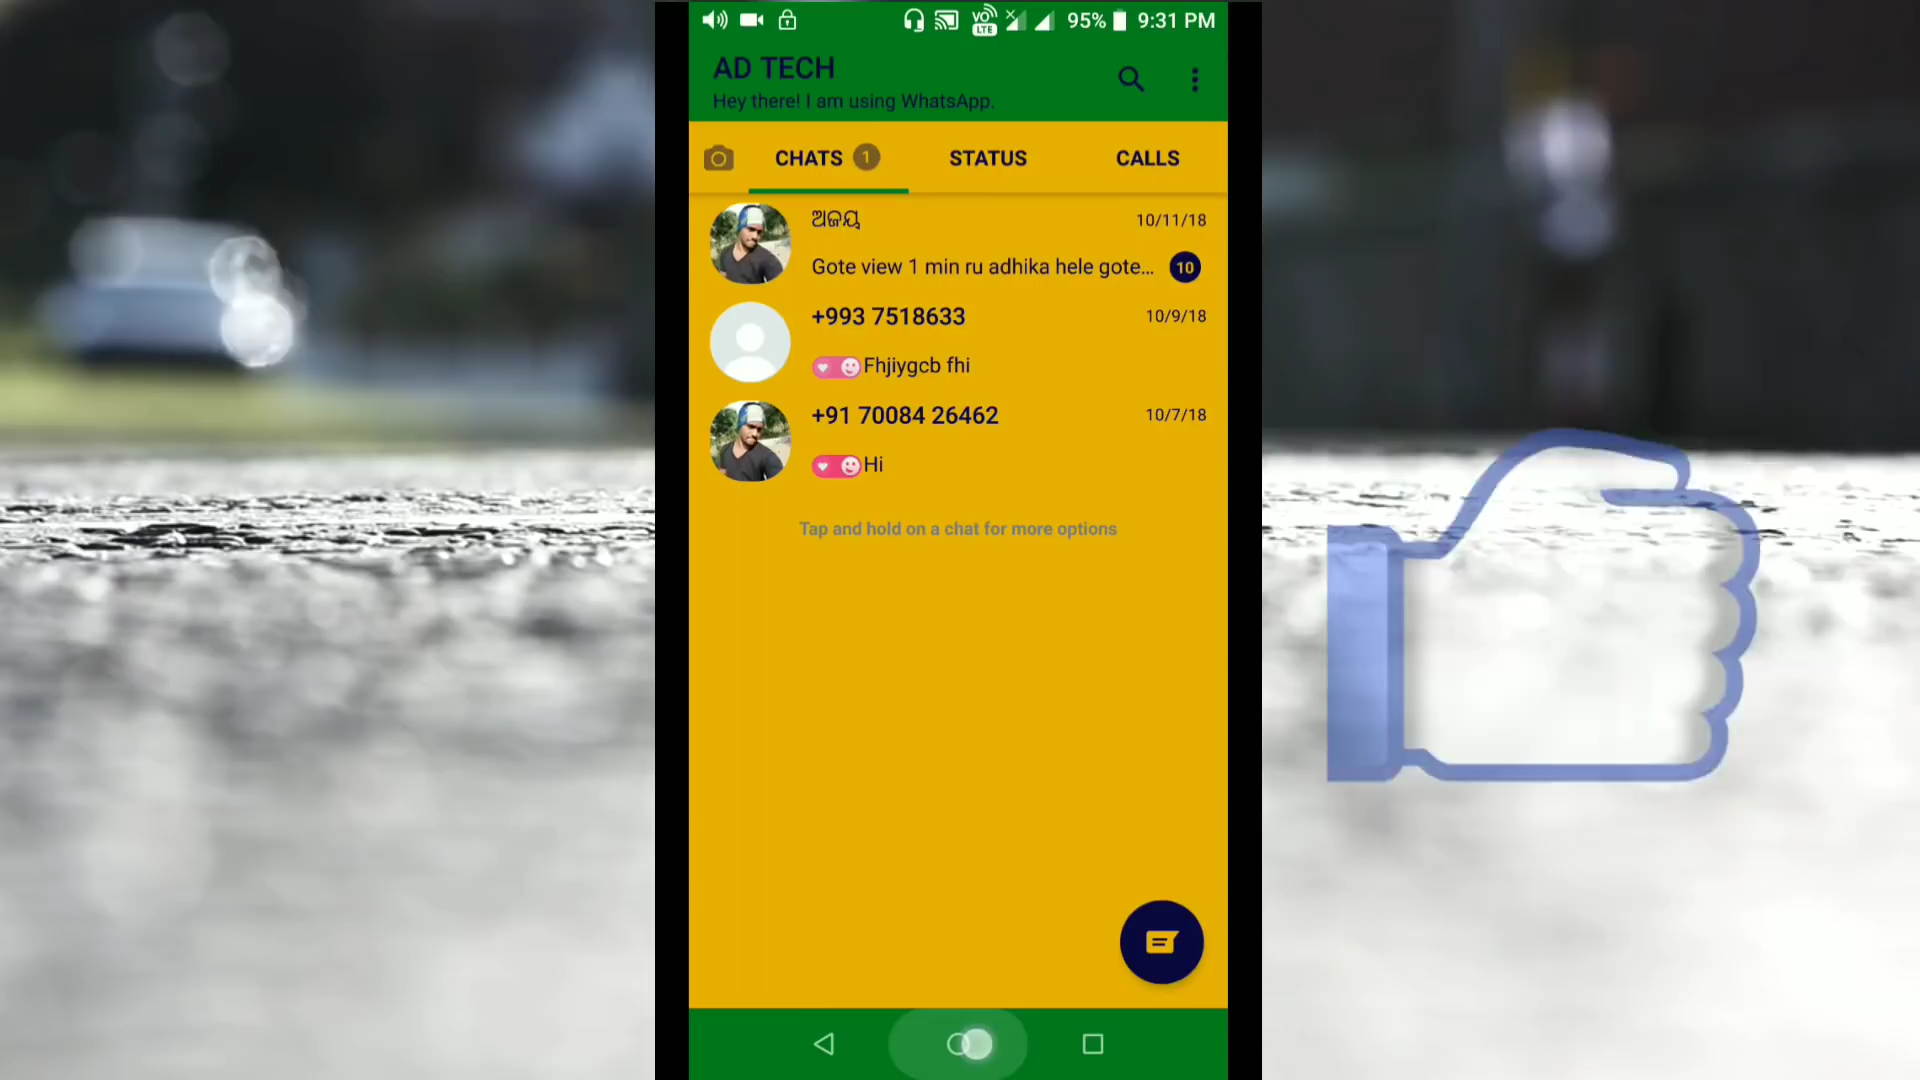 VO LTE 95% 9:31 PM
AD TECH
Hey there! I am using WhatsApp.
CHATS 1 STATUS CALLS
ଅଜୟ 10/11/18
Gote view 1 min ru adhika hele gote... 10
+993 7518633 10/9/18
Fhjiygcb fhi
+91 70084 26462 10/7/18
Hi
Tap and hold on a chat for more options